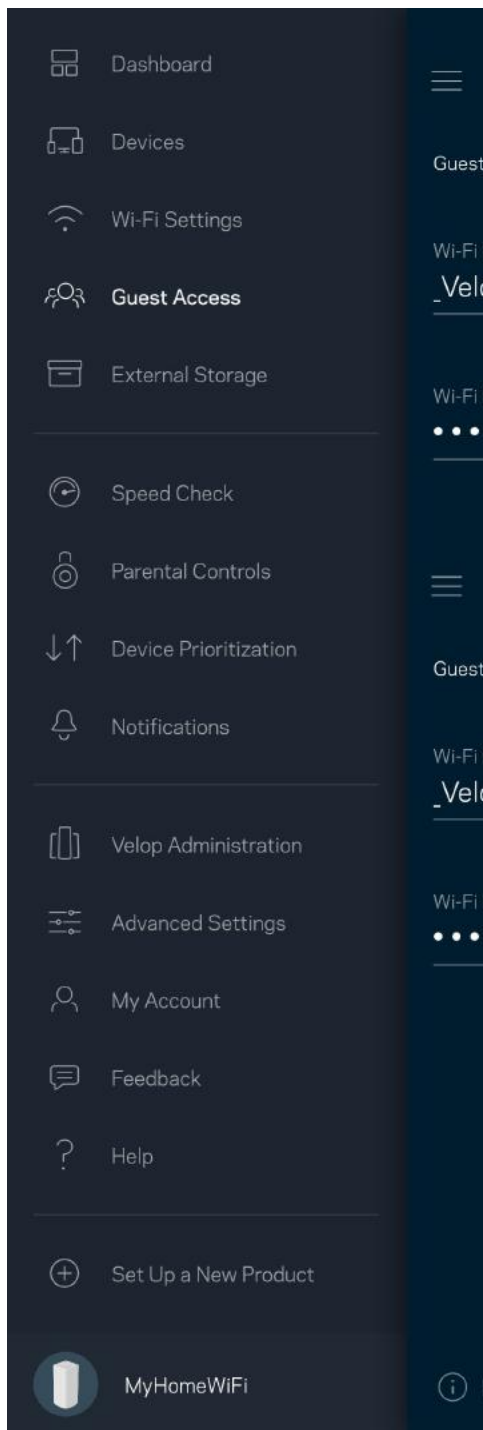 Dashboard
Devices
Wi-Fi Settings
Guest Access
External Storage
Speed Check
Parental Controls
Device Prioritization
Notifications
Velop Administration
Advanced Settings
My Account
Feedback
Help
Set Up a New Product
MyHomeWiFi
Guest
Wi-Fi
_Velo
Wi-Fi
Guest
Wi-Fi
_Velo
Wi-Fi